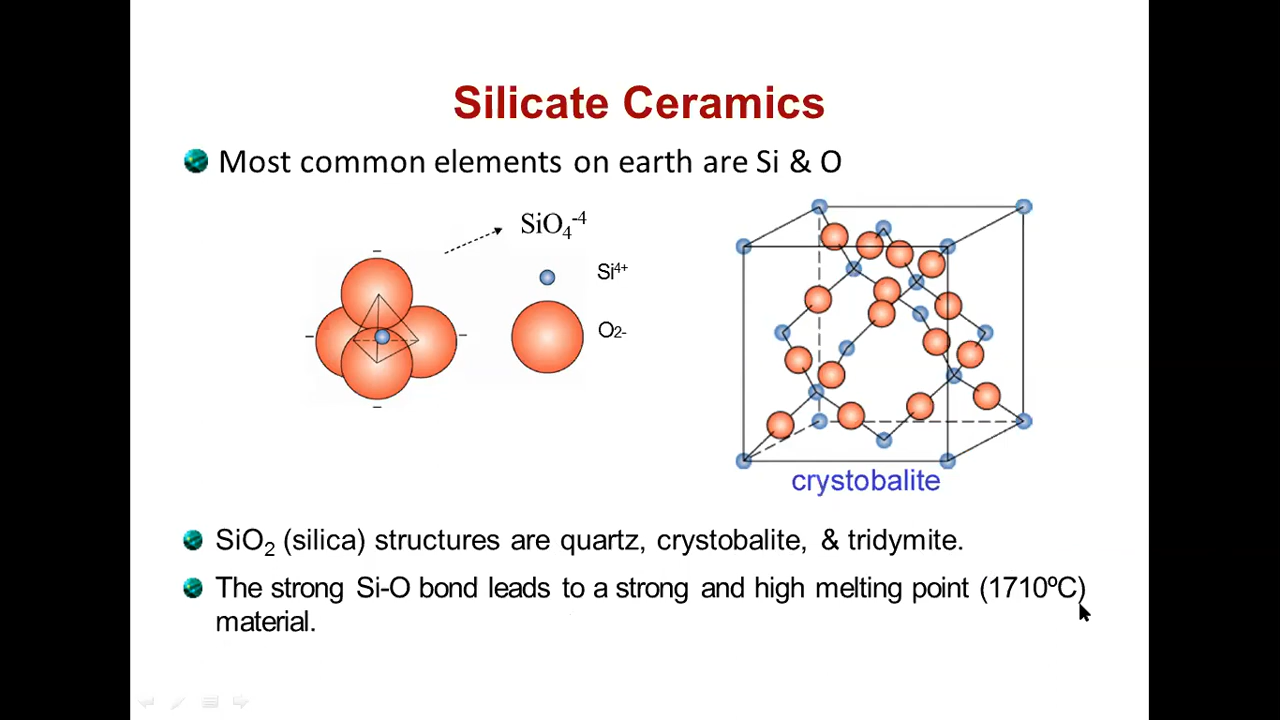 Silicate Ceramics
Most common elements on earth are Si & O
SiO₄⁻⁴
Si⁴⁺
O²⁻
crystobalite
SiO₂ (silica) structures are quartz, crystobalite, & tridymite.
The strong Si-O bond leads to a strong and high melting point (1710ºC)
material.